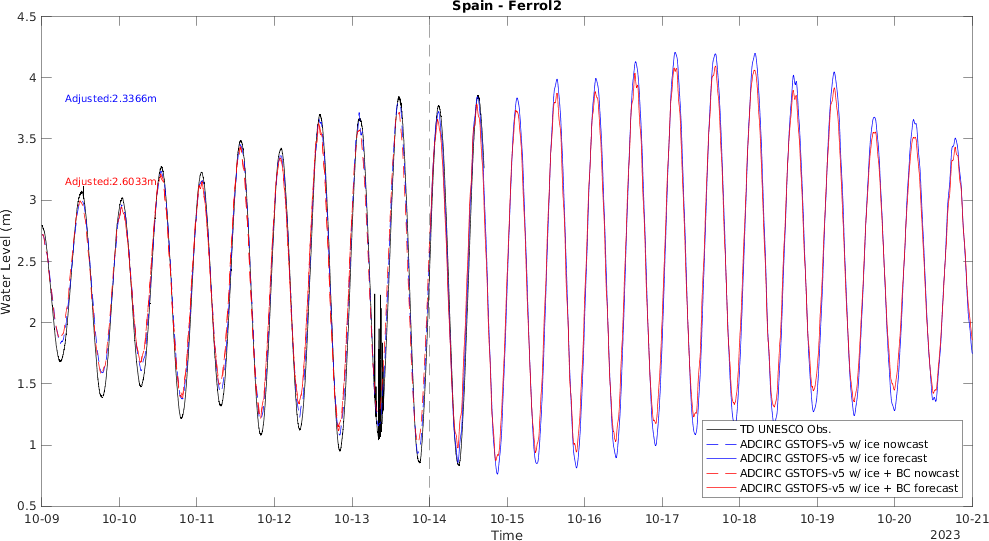 Spain - Ferrol2
4.5
4
3.5
3
2.5
2
1.5
1
0.5
Water Level (m)
Adjusted:2.3366m
Adjusted:2.6033m
TD UNESCO Obs.
ADCIRC GSTOFS-v5 w/ ice nowcast
ADCIRC GSTOFS-v5 w/ ice forecast
ADCIRC GSTOFS-v5 w/ ice + BC nowcast
ADCIRC GSTOFS-v5 w/ ice + BC forecast
10-09 10-10 10-11 10-12 10-13 10-14 10-15 10-16 10-17 10-18 10-19 10-20 10-21
Time
2023